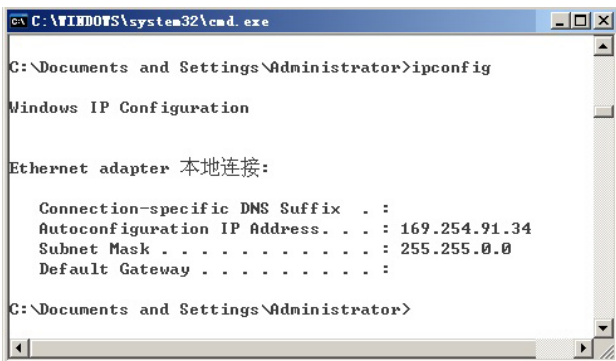 C:\WINDOWS\system32\cmd.exe
C:\Documents and Settings\Administrator>ipconfig
Windows IP Configuration
Ethernet adapter 本地连接:
Connection-specific DNS Suffix  . :
Autoconfiguration IP Address. . . : 169.254.91.34
Subnet Mask . . . . . . . . . . . : 255.255.0.0
Default Gateway . . . . . . . . . :
C:\Documents and Settings\Administrator>